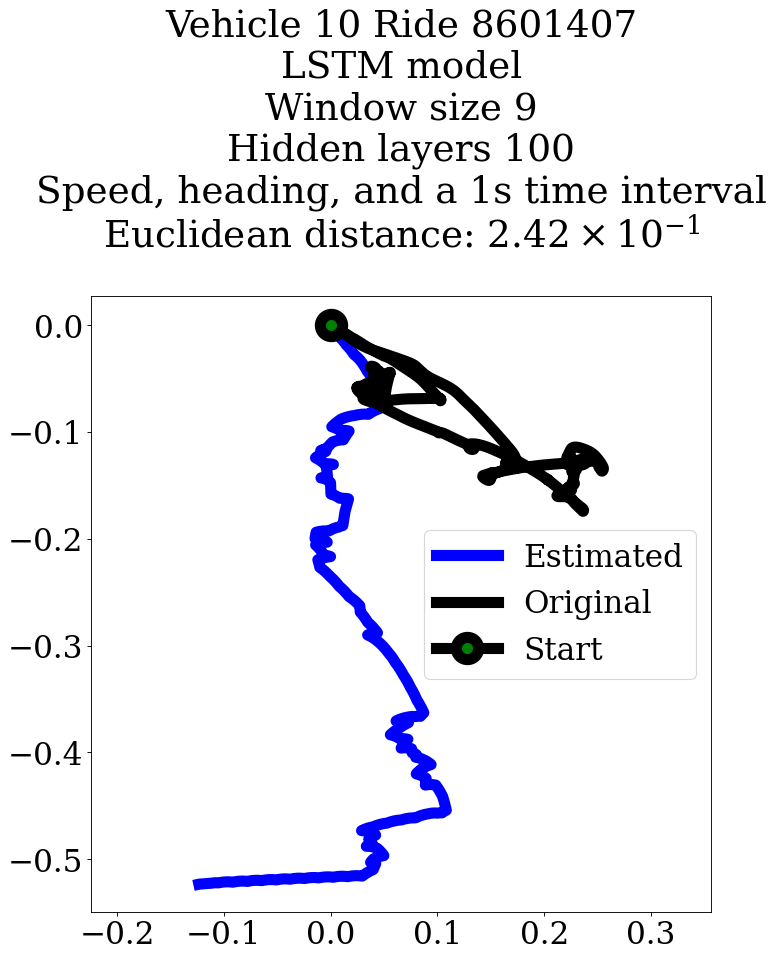 Vehicle 10 Ride 8601407
LSTM model
Window size 9
Hidden layers 100
Speed, heading, and a 1s time interval
Euclidean distance: 2.42 × 10⁻¹
0.0
−0.1
−0.2
−0.3
−0.4
−0.5
Estimated
Original
Start
−0.2 −0.1 0.0 0.1 0.2 0.3